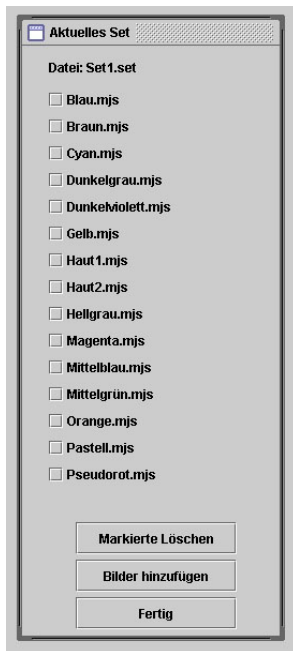 Aktuelles Set
Datei: Set1.set
Blau.mjs
Braun.mjs
Cyan.mjs
Dunkelgrau.mjs
Dunkelviolett.mjs
Gelb.mjs
Haut1.mjs
Haut2.mjs
Hellgrau.mjs
Magenta.mjs
Mittelblau.mjs
Mittelgrün.mjs
Orange.mjs
Pastell.mjs
Pseudorot.mjs
Markierte Löschen
Bilder hinzufügen
Fertig